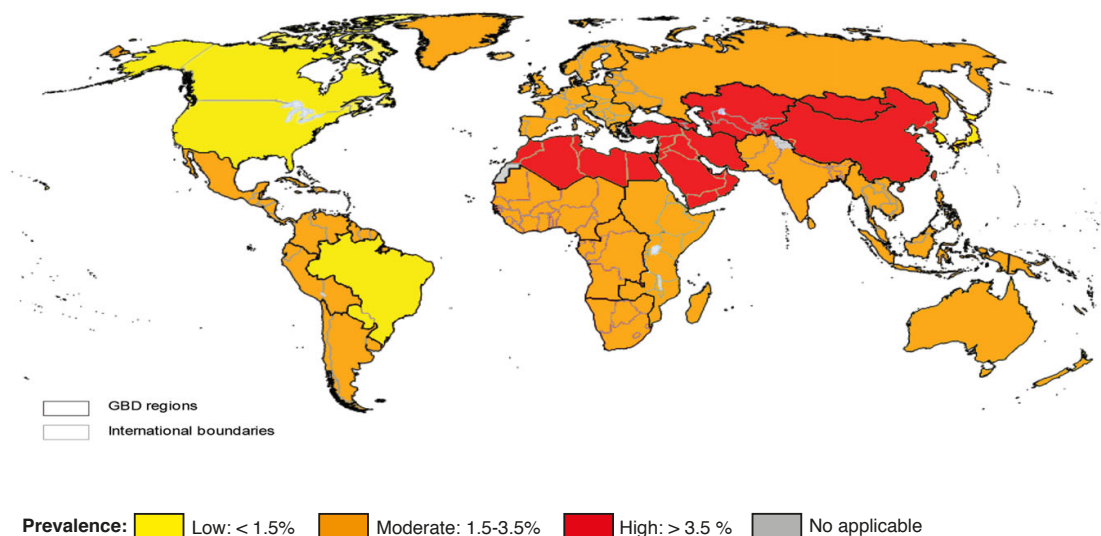 GBD regions
International boundaries
Prevalence: Low: < 1.5% Moderate: 1.5-3.5% High: > 3.5 % No applicable